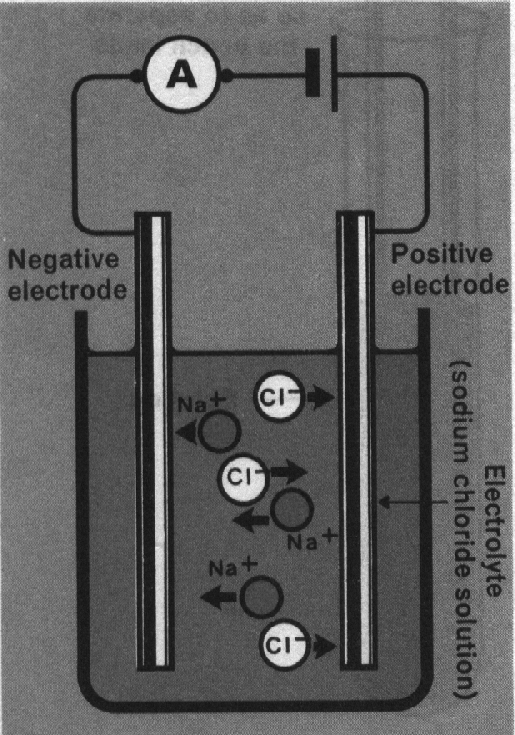 A
Negative
electrode
Positive
electrode
Cl−
Na+
Cl−
Na+
Na+
Cl−
Electrolyte
(sodium chloride solution)